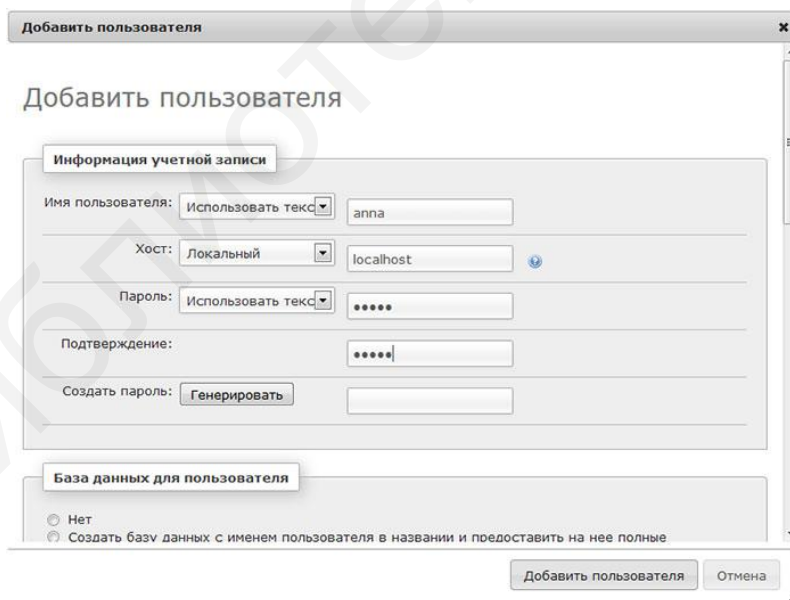 Добавить пользователя
Добавить пользователя
Информация учетной записи
Имя пользователя: Использовать текс anna
Хост: Локальный localhost
Пароль: Использовать текс •••••
Подтверждение: •••••
Создать пароль: Генерировать
База данных для пользователя
Нет
Создать базу данных с именем пользователя в названии и предоставить на нее полные
Добавить пользователя Отмена